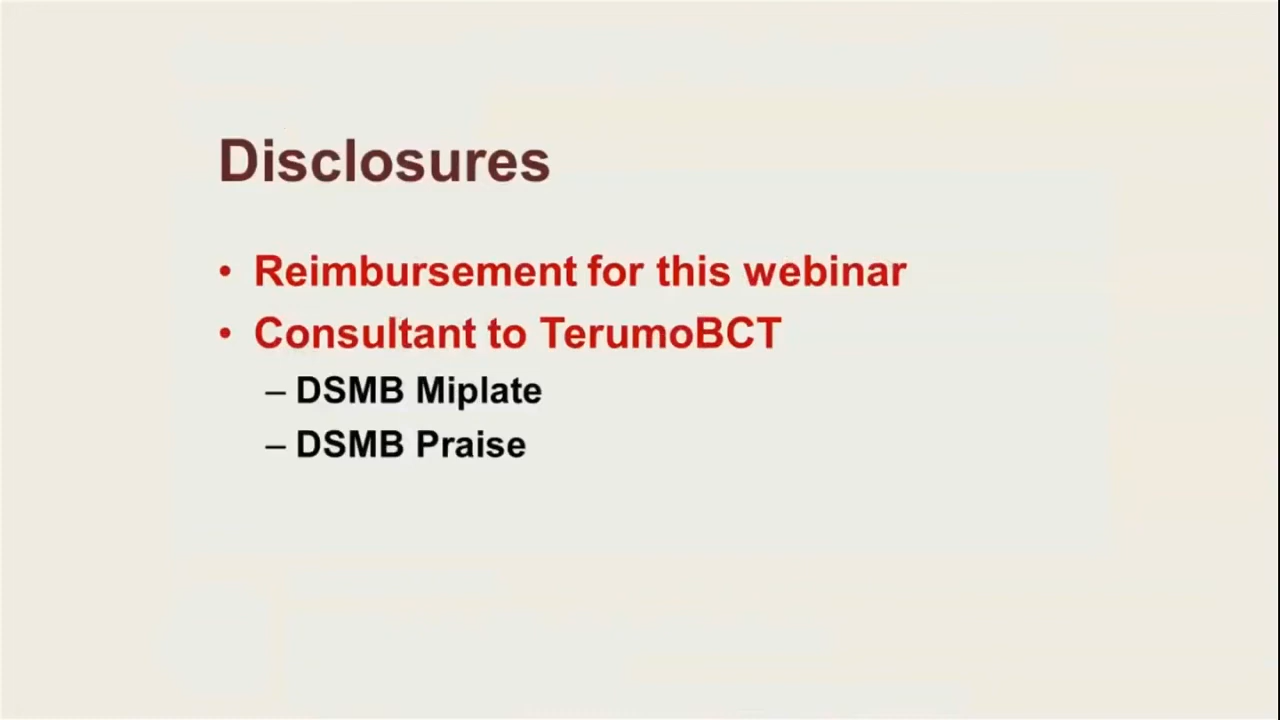 Disclosures
• Reimbursement for this webinar
• Consultant to TerumoBCT
– DSMB Miplate
– DSMB Praise